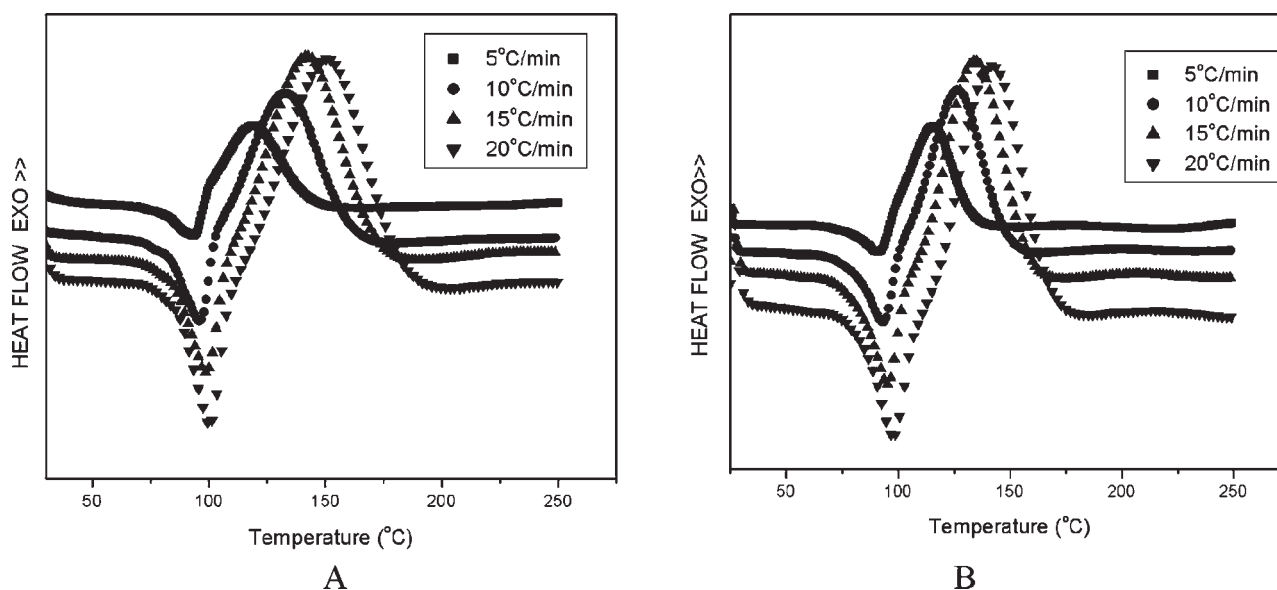 HEAT FLOW EXO >>
5°C/min
10°C/min
15°C/min
20°C/min
50
100
150
200
250
Temperature (°C)
A
HEAT FLOW EXO >>
5°C/min
10°C/min
15°C/min
20°C/min
50
100
150
200
250
Temperature (°C)
B